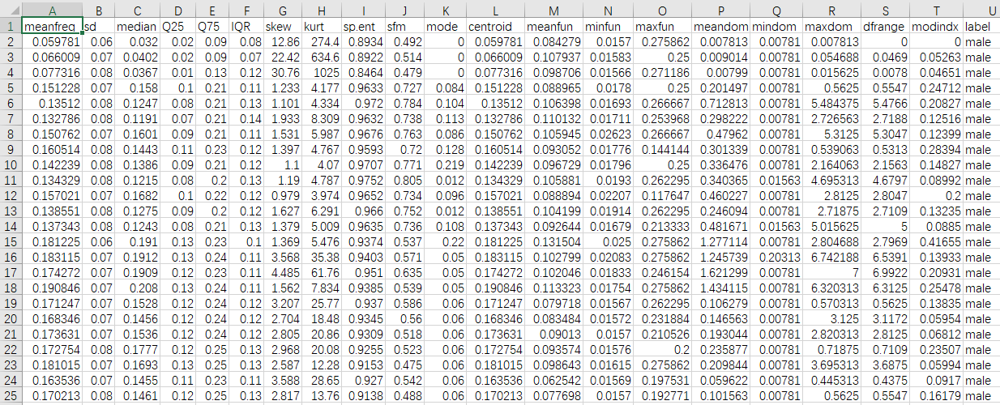 A B C D E F G H I J K L M N O P Q R S T U
1 meanfreq sd median Q25 Q75 IQR skew kurt sp.ent sfm mode centroid meanfun minfun maxfun meandom mindom maxdom dfrange modindx label
2 0.059781 0.06 0.032 0.02 0.09 0.08 12.86 274.4 0.8934 0.492 0 0.059781 0.084279 0.0157 0.275862 0.007813 0.00781 0.007813 0 0 male
3 0.066009 0.07 0.0402 0.02 0.09 0.07 22.42 634.6 0.8922 0.514 0 0.066009 0.107937 0.01583 0.25 0.009014 0.00781 0.054688 0.0469 0.05263 male
4 0.077316 0.08 0.0367 0.01 0.13 0.12 30.76 1025 0.8464 0.479 0 0.077316 0.098706 0.01566 0.271186 0.00799 0.00781 0.015625 0.0078 0.04651 male
5 0.151228 0.07 0.158 0.1 0.21 0.11 1.233 4.177 0.9633 0.727 0.084 0.151228 0.088965 0.0178 0.25 0.201497 0.00781 0.5625 0.5547 0.24712 male
6 0.13512 0.08 0.1247 0.08 0.21 0.13 1.101 4.334 0.972 0.784 0.104 0.13512 0.106398 0.01693 0.266667 0.712813 0.00781 5.484375 5.4766 0.20827 male
7 0.132786 0.08 0.1191 0.07 0.21 0.14 1.933 8.309 0.9632 0.738 0.113 0.132786 0.110132 0.01711 0.253968 0.298222 0.00781 2.726563 2.7188 0.12516 male
8 0.150762 0.07 0.1601 0.09 0.21 0.11 1.531 5.987 0.9676 0.763 0.086 0.150762 0.105945 0.02623 0.266667 0.47962 0.00781 5.3125 5.3047 0.12399 male
9 0.160514 0.08 0.1443 0.11 0.23 0.12 1.397 4.767 0.9593 0.72 0.128 0.160514 0.093052 0.01776 0.144144 0.301339 0.00781 0.539063 0.5313 0.28394 male
10 0.142239 0.08 0.1386 0.09 0.21 0.12 1.1 4.07 0.9707 0.771 0.219 0.142239 0.096729 0.01796 0.25 0.336476 0.00781 2.164063 2.1563 0.14827 male
11 0.134329 0.08 0.1215 0.08 0.2 0.13 1.19 4.787 0.9752 0.805 0.012 0.134329 0.105881 0.0193 0.262295 0.340365 0.01563 4.695313 4.6797 0.08992 male
12 0.157021 0.07 0.1682 0.1 0.22 0.12 0.979 3.974 0.9652 0.734 0.096 0.157021 0.088894 0.02207 0.117647 0.460227 0.00781 2.8125 2.8047 0.2 male
13 0.138551 0.08 0.1275 0.09 0.2 0.12 1.627 6.291 0.966 0.752 0.012 0.138551 0.104199 0.01914 0.262295 0.246094 0.00781 2.71875 2.7109 0.13235 male
14 0.137343 0.08 0.1243 0.08 0.21 0.13 1.379 5.009 0.9635 0.736 0.108 0.137343 0.092644 0.01679 0.213333 0.481671 0.01563 5.015625 5 0.0885 male
15 0.181225 0.06 0.191 0.13 0.23 0.1 1.369 5.476 0.9374 0.537 0.22 0.181225 0.131504 0.025 0.275862 1.277114 0.00781 2.804688 2.7969 0.41655 male
16 0.183115 0.07 0.1912 0.13 0.24 0.11 3.568 35.38 0.9403 0.571 0.05 0.183115 0.102799 0.02083 0.275862 1.245739 0.20313 6.742188 6.5391 0.13933 male
17 0.174272 0.07 0.1909 0.12 0.23 0.11 4.485 61.76 0.951 0.635 0.05 0.174272 0.102046 0.01833 0.246154 1.621299 0.00781 7 6.9922 0.20931 male
18 0.190846 0.07 0.208 0.13 0.24 0.11 1.562 7.834 0.9385 0.539 0.05 0.190846 0.113323 0.01754 0.275862 1.434115 0.00781 6.320313 6.3125 0.25478 male
19 0.171247 0.07 0.1528 0.12 0.24 0.12 3.207 25.77 0.937 0.586 0.06 0.171247 0.079718 0.01567 0.262295 0.106279 0.00781 0.570313 0.5625 0.13835 male
20 0.168346 0.07 0.1456 0.12 0.24 0.12 2.704 18.48 0.9345 0.56 0.06 0.168346 0.083484 0.01572 0.231884 0.146563 0.00781 3.125 3.1172 0.05954 male
21 0.173631 0.07 0.1536 0.12 0.24 0.12 2.805 20.86 0.9309 0.518 0.06 0.173631 0.09013 0.0157 0.210526 0.193044 0.00781 2.820313 2.8125 0.06812 male
22 0.172754 0.08 0.1777 0.12 0.25 0.13 2.968 20.08 0.9255 0.523 0.06 0.172754 0.093574 0.01576 0.2 0.235877 0.00781 0.71875 0.7109 0.23507 male
23 0.181015 0.07 0.1693 0.13 0.25 0.13 2.587 12.28 0.9153 0.475 0.06 0.181015 0.098643 0.01615 0.275862 0.209844 0.00781 3.695313 3.6875 0.05994 male
24 0.163536 0.07 0.1455 0.11 0.23 0.11 3.588 28.65 0.927 0.542 0.06 0.163536 0.062542 0.01569 0.197531 0.059622 0.00781 0.445313 0.4375 0.0917 male
25 0.170213 0.08 0.1461 0.12 0.25 0.13 2.817 13.76 0.9138 0.488 0.06 0.170213 0.077698 0.0157 0.192771 0.101563 0.00781 0.5625 0.5547 0.16179 male